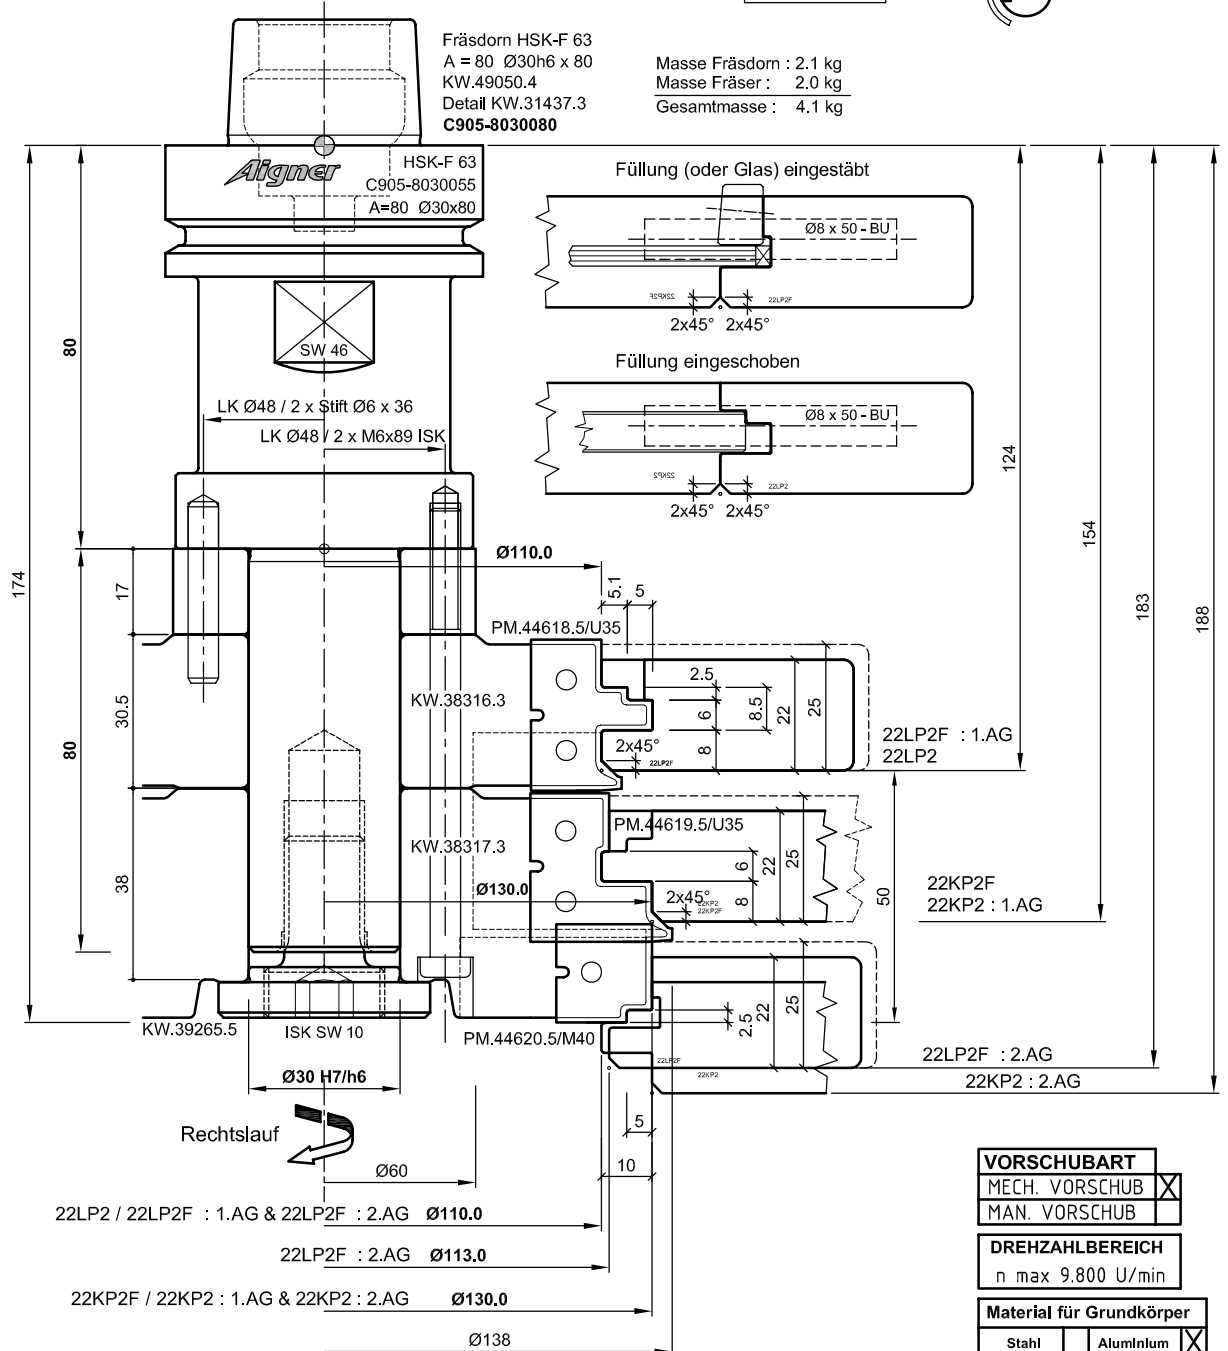 Fräsdorn HSK-F 63
A = 80  Ø30h6 x 80
KW.49050.4
Detail KW.31437.3
C905-8030080
Masse Fräsdorn : 2.1 kg
Masse Fräser :   2.0 kg
Gesamtmasse :   4.1 kg
Aigner
HSK-F 63
C905-8030055
A=80  Ø30x80
Füllung (oder Glas) eingestäbt
Ø8 x 50 - BU
22KP2F
22LP2F
2x45°  2x45°
SW 46
80
Füllung eingeschoben
LK Ø48 / 2 x Stift Ø6 x 36
LK Ø48 / 2 x M6x89 ISK
Ø8 x 50 - BU
22KP2
22LP2
2x45°  2x45°
124
154
183
188
174
17
Ø110.0
5.1
5
PM.44618.5/U35
KW.38316.3
30.5
80
2.5
6
8.5
8
22
25
2x45°
22LP2F
22LP2F  : 1.AG
22LP2
PM.44619.5/U35
KW.38317.3
38
6
8
22
25
Ø130.0
2x45°
22KP2
22KP2F
50
22KP2F
22KP2 : 1.AG
2.5
22
25
KW.39265.5
ISK SW 10
PM.44620.5/M40
22LP2F
22KP2
22LP2F  : 2.AG
22KP2 : 2.AG
Ø30 H7/h6
5
10
Rechtslauf
Ø60
22LP2 / 22LP2F  : 1.AG & 22LP2F  : 2.AG  Ø110.0
22LP2F  : 2.AG  Ø113.0
22KP2F / 22KP2 : 1.AG & 22KP2 : 2.AG  Ø130.0
Ø138
VORSCHUBART
MECH. VORSCHUB X
MAN. VORSCHUB
DREHZAHLBEREICH
n max 9.800 U/min
Material für Grundkörper
Stahl  Aluminium X